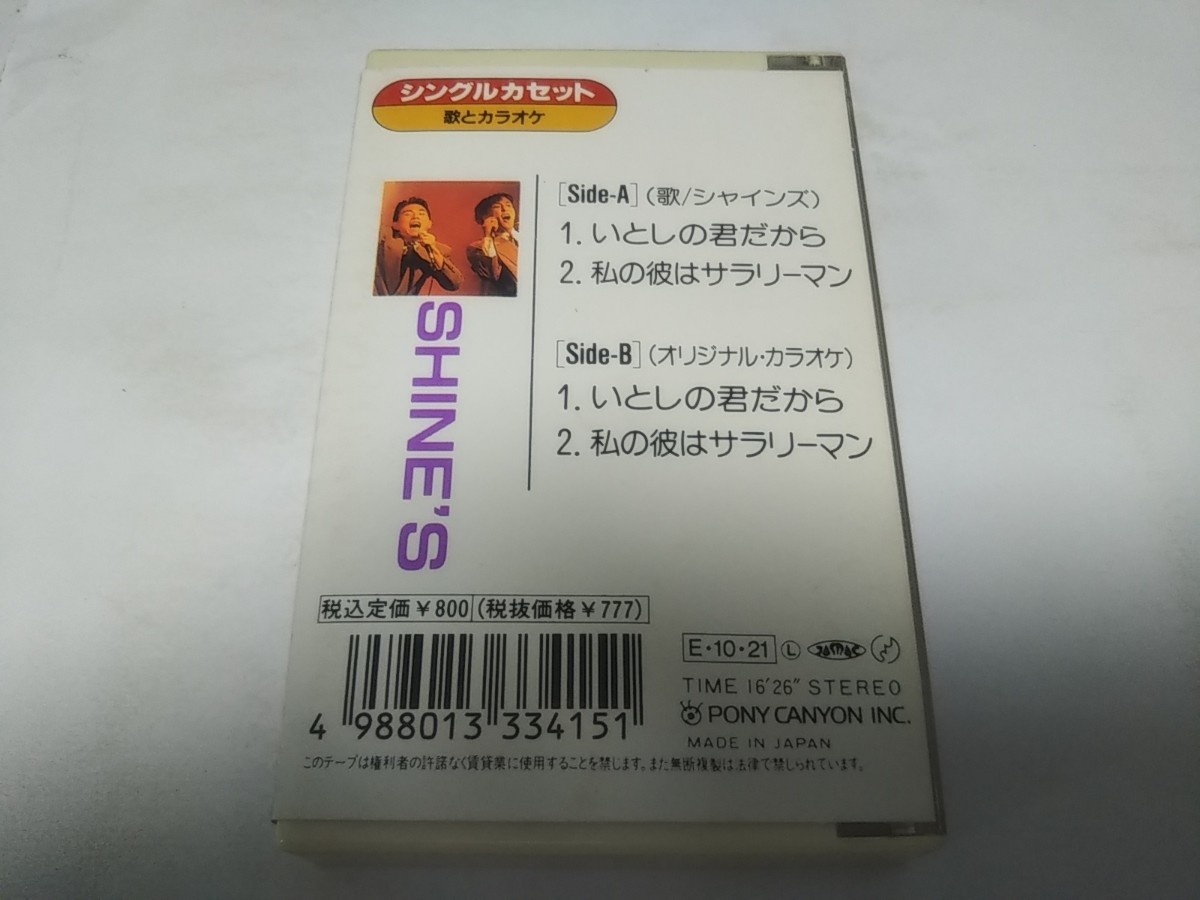 シングルカセット
歌とカラオケ
[Side-A](歌/シャインズ)
1. いとしの君だから
2. 私の彼はサラリーマン
[Side-B](オリジナル・カラオケ)
1. いとしの君だから
2. 私の彼はサラリーマン
SHINE'S
税込定価¥800 (税抜価格¥777)
4 988013 334151
E・10・21 Ⓛ JASRAC
TIME 16'26" STEREO
PONY CANYON INC.
MADE IN JAPAN
このテープは権利者の許諾なく賃貸業に使用することを禁じます。また無断複製は法律で禁じられています。